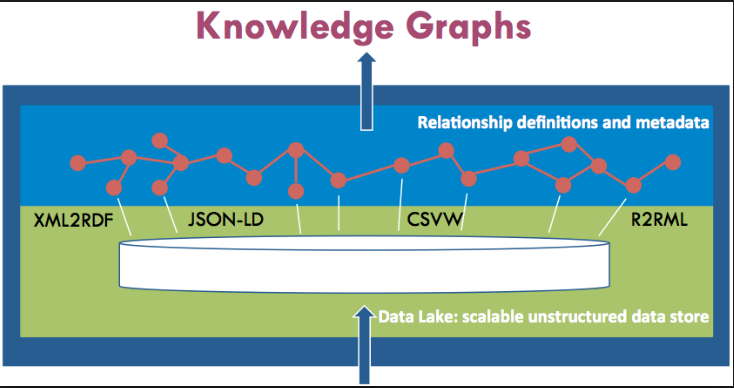 Knowledge Graphs
Relationship definitions and metadata
XML2RDF JSON-LD CSVW R2RML
Data Lake: scalable unstructured data store